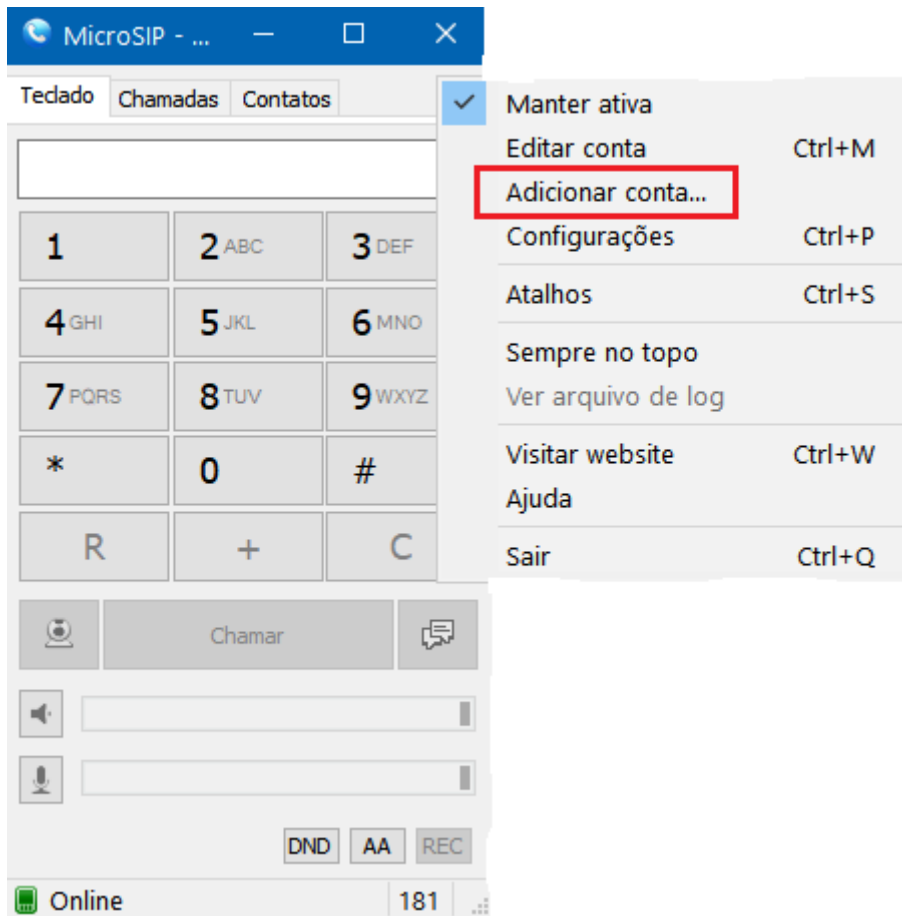 MicroSIP - ...
Teclado Chamadas Contatos
Manter ativa
Editar conta Ctrl+M
Adicionar conta...
Configurações Ctrl+P
Atalhos Ctrl+S
Sempre no topo
Ver arquivo de log
Visitar website Ctrl+W
Ajuda
Sair Ctrl+Q
1 2 ABC 3 DEF
4 GHI 5 JKL 6 MNO
7 PQRS 8 TUV 9 WXYZ
* 0 #
R + C
Chamar
DND AA REC
Online 181